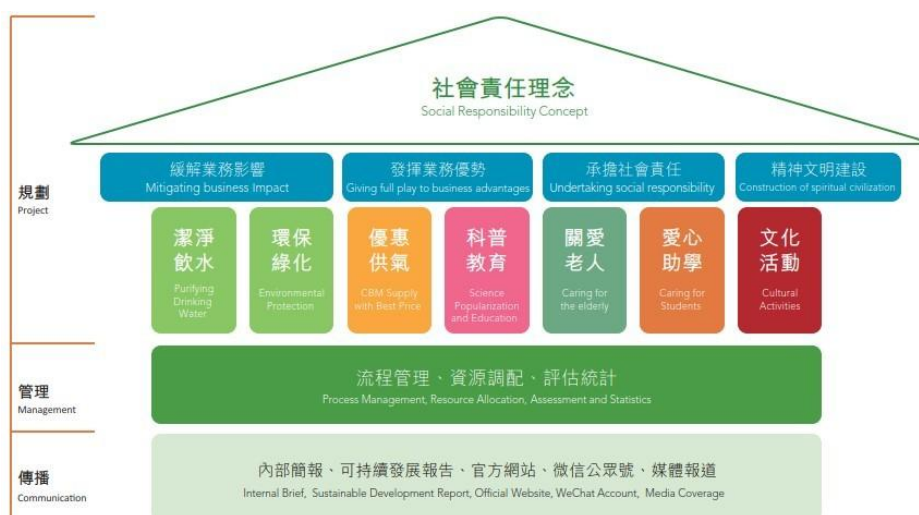 社會責任理念
Social Responsibility Concept
緩解業務影響
Mitigating business Impact
發揮業務優勢
Giving full play to business advantages
承擔社會責任
Undertaking social responsibility
精神文明建設
Construction of spiritual civilization
規劃
Project
潔淨
飲水
Purifying
Drinking
Water
環保
綠化
Environmental
Protection
優惠
供氣
CBM Supply
with Best Price
科普
教育
Science
Popularization
and Education
關愛
老人
Caring for
the elderly
愛心
助學
Caring for
Students
文化
活動
Cultural
Activities
管理
Management
流程管理、資源調配、評估統計
Process Management, Resource Allocation, Assessment and Statistics
傳播
Communication
內部簡報、可持續發展報告、官方網站、微信公眾號、媒體報道
Internal Brief, Sustainable Development Report, Official Website, WeChat Account, Media Coverage